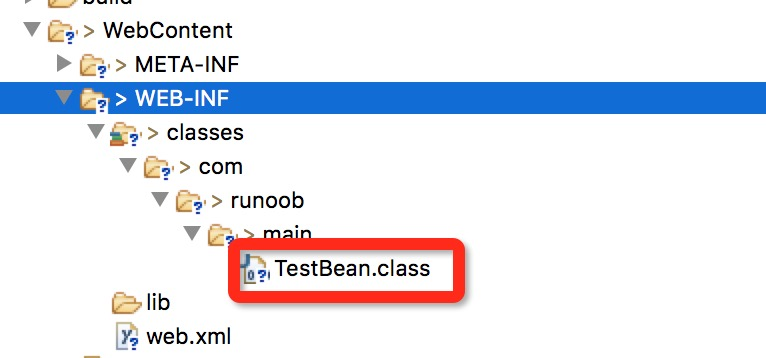 build
> WebContent
> META-INF
> WEB-INF
> classes
> com
> runoob
> main
TestBean.class
lib
web.xml